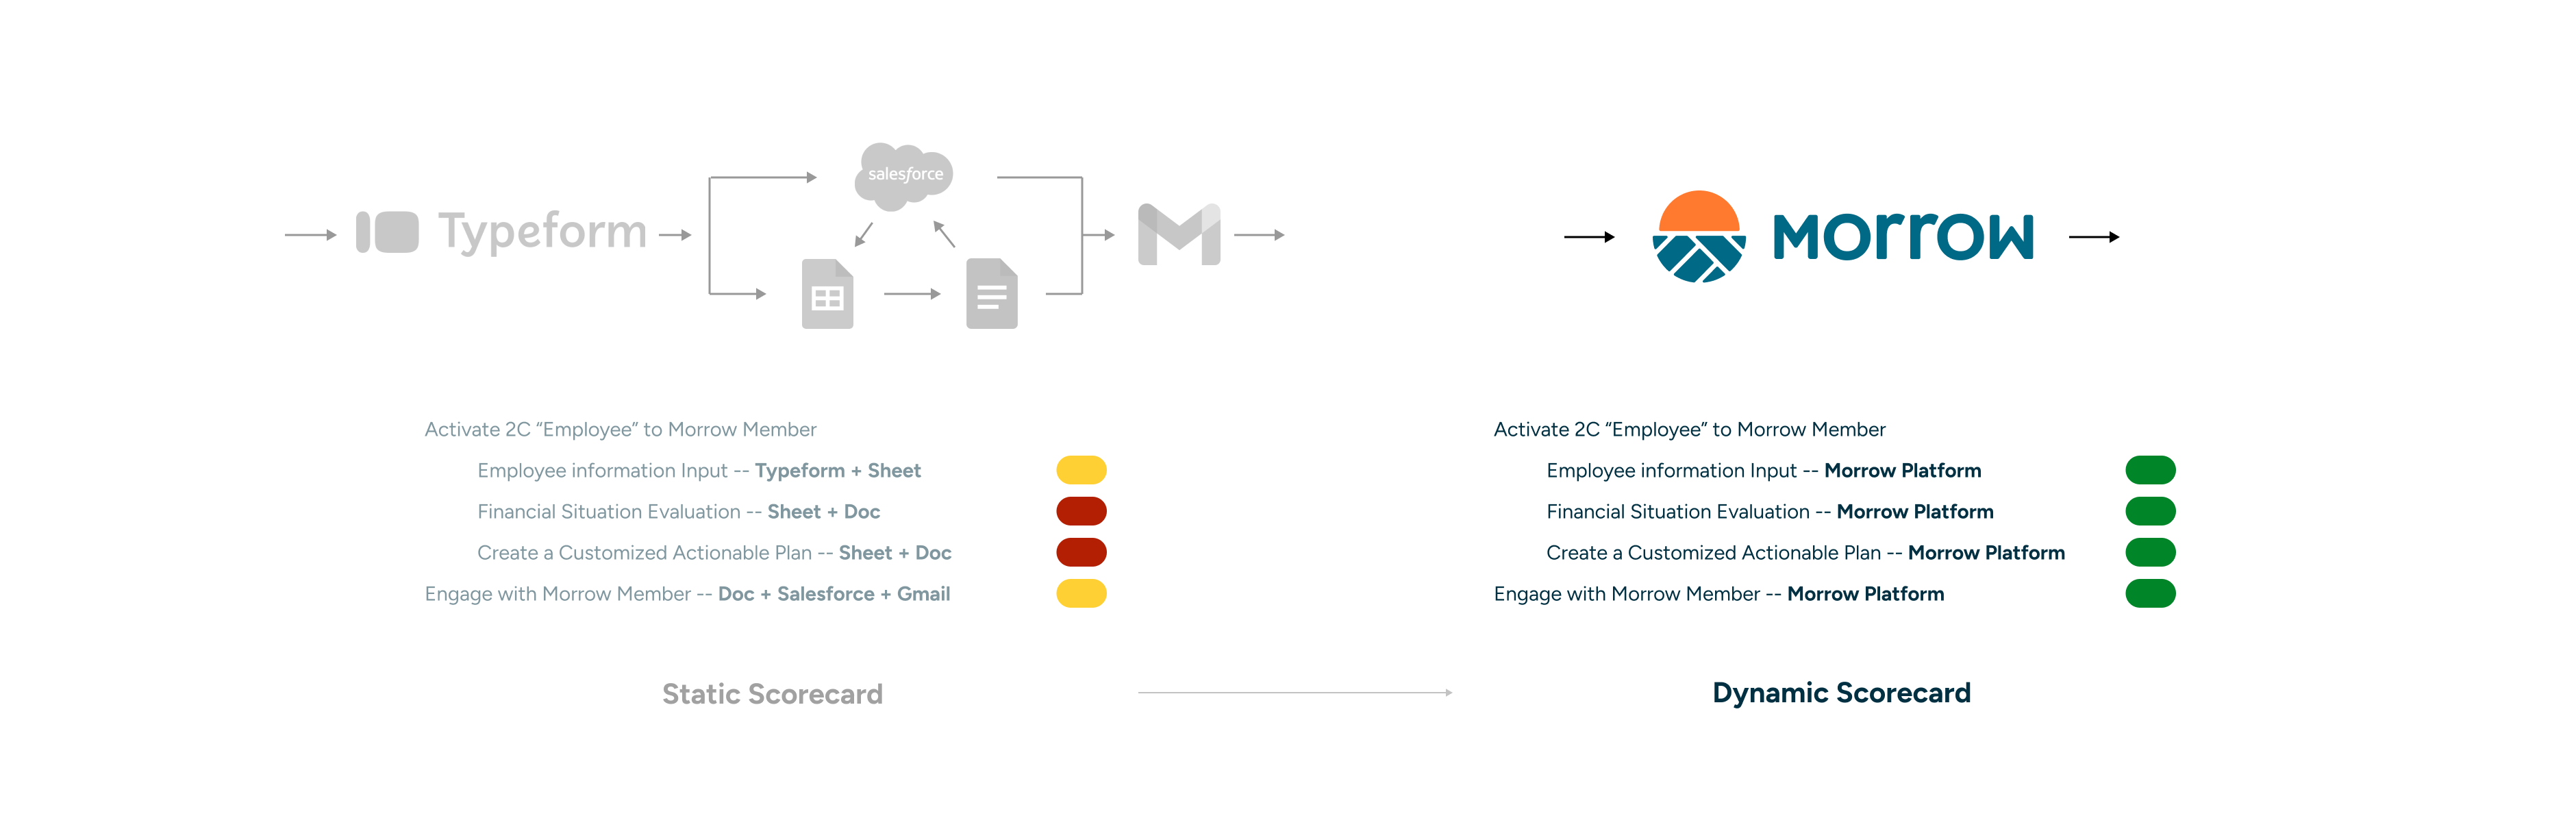 Typeform
salesforce
MORROW
Activate 2C “Employee” to Morrow Member
Employee information Input -- Typeform + Sheet
Financial Situation Evaluation -- Sheet + Doc
Create a Customized Actionable Plan -- Sheet + Doc
Engage with Morrow Member -- Doc + Salesforce + Gmail
Static Scorecard
Activate 2C “Employee” to Morrow Member
Employee information Input -- Morrow Platform
Financial Situation Evaluation -- Morrow Platform
Create a Customized Actionable Plan -- Morrow Platform
Engage with Morrow Member -- Morrow Platform
Dynamic Scorecard